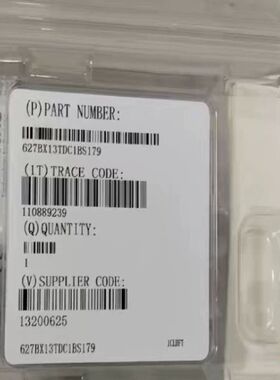 (P)PART NUMBER:
627BX13TDC1BS179
(1T)TRACE CODE:
110889239
(Q)QUANTITY:
1
(V)SUPPLIER CODE:
13200625
627BX13TDC1BS179